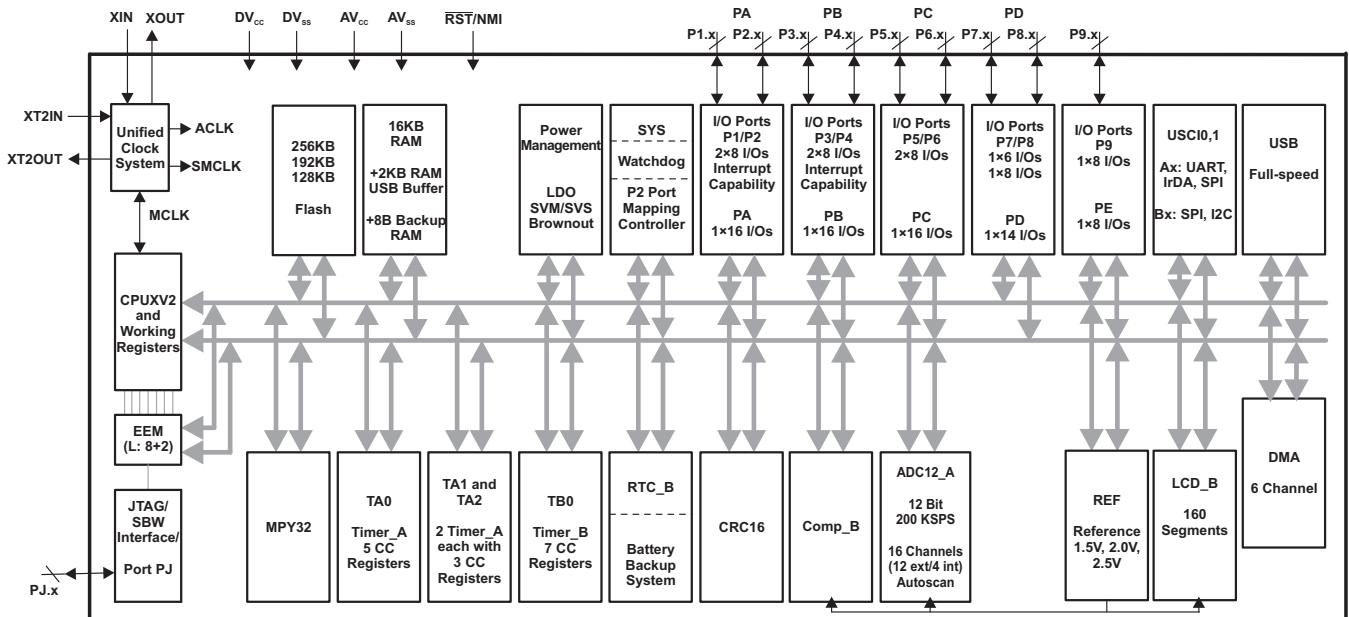 XIN XOUT DVCC DVSS AVCC AVSS RST/NMI
PA PB PC PD
P1.x P2.x P3.x P4.x P5.x P6.x P7.x P8.x P9.x
XT2IN
XT2OUT
Unified
Clock
System
ACLK
SMCLK
MCLK
256KB
192KB
128KB
Flash
16KB
RAM
+2KB RAM
USB Buffer
+8B Backup
RAM
Power
Management
LDO
SVM/SVS
Brownout
SYS
Watchdog
P2 Port
Mapping
Controller
I/O Ports
P1/P2
2×8 I/Os
Interrupt
Capability
PA
1×16 I/Os
I/O Ports
P3/P4
2×8 I/Os
Interrupt
Capability
PB
1×16 I/Os
I/O Ports
P5/P6
2×8 I/Os
PC
1×16 I/Os
I/O Ports
P7/P8
1×6 I/Os
1×8 I/Os
PD
1×14 I/Os
I/O Ports
P9
1×8 I/Os
PE
1×8 I/Os
USCI0,1
Ax: UART,
IrDA, SPI
Bx: SPI, I2C
USB
Full-speed
CPUXV2
and
Working
Registers
EEM
(L: 8+2)
JTAG/
SBW
Interface/
Port PJ
PJ.x
MPY32
TA0
Timer_A
5 CC
Registers
TA1 and
TA2
2 Timer_A
each with
3 CC
Registers
TB0
Timer_B
7 CC
Registers
RTC_B
Battery
Backup
System
CRC16
Comp_B
ADC12_A
12 Bit
200 KSPS
16 Channels
(12 ext/4 int)
Autoscan
REF
Reference
1.5V, 2.0V,
2.5V
LCD_B
160
Segments
DMA
6 Channel